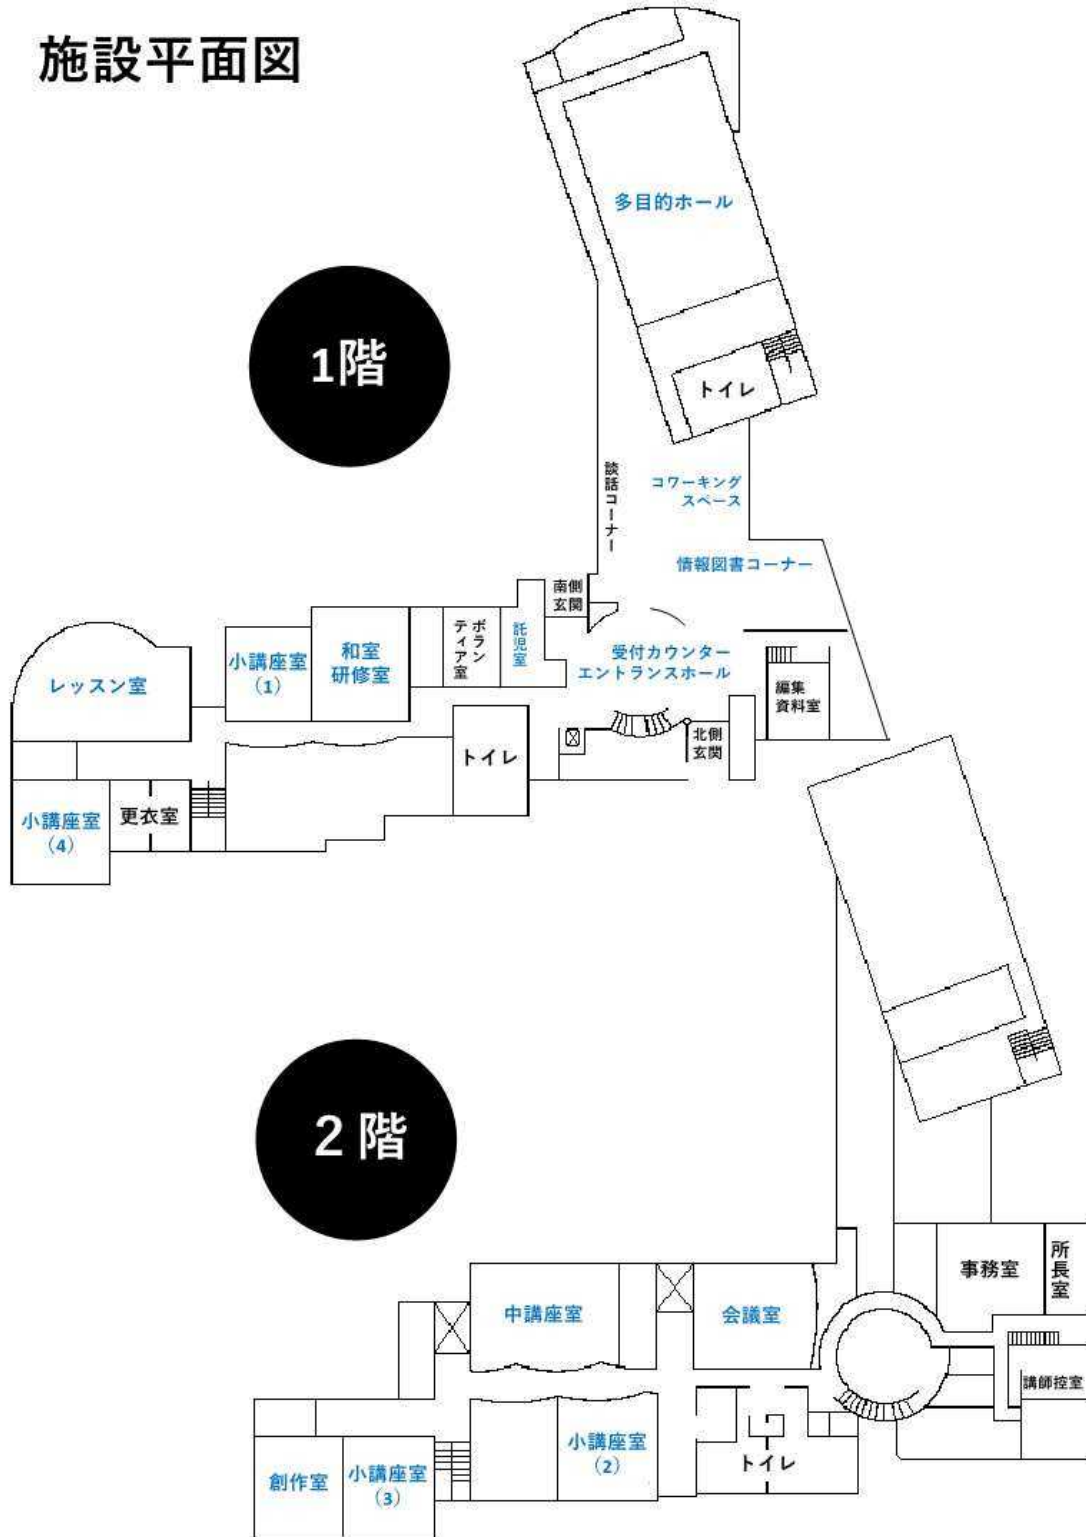 施設平面図
多目的ホール
1階
トイレ
談話コーナー
コワーキング
スペース
情報図書コーナー
南側
玄関
ボラン
ティア室
託児室
小講座室
(1)
和室
研修室
受付カウンター
エントランスホール
レッスン室
編集
資料室
北側
玄関
トイレ
更衣室
小講座室
(4)
2階
事務室
所長室
中講座室
会議室
講師控室
小講座室
(2)
トイレ
創作室
小講座室
(3)